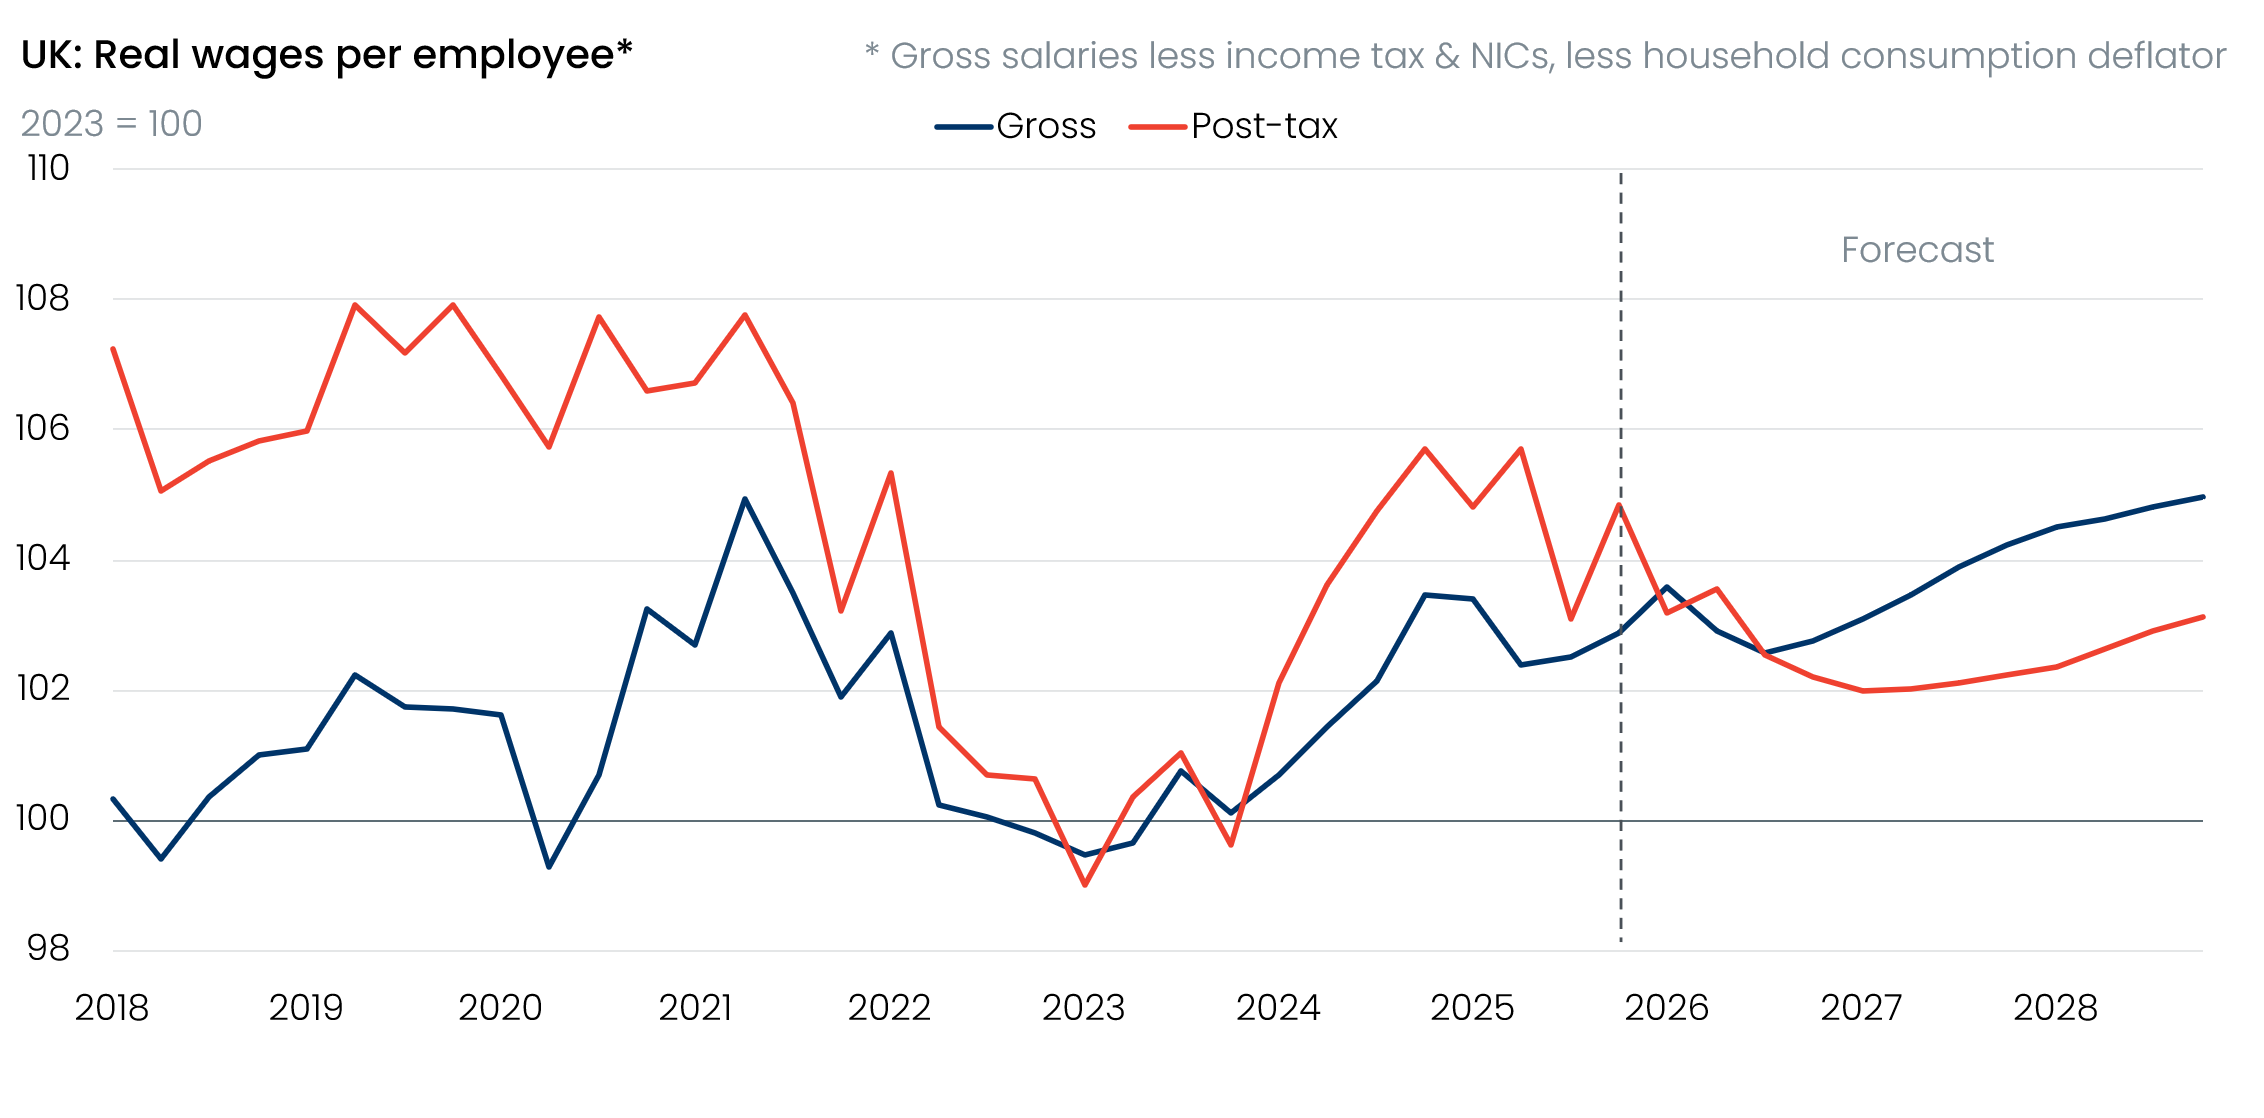 UK: Real wages per employee*
* Gross salaries less income tax & NICs, less household consumption deflator
2023 = 100
Gross
Post-tax
110
108
106
104
102
100
98
Forecast
2018 2019 2020 2021 2022 2023 2024 2025 2026 2027 2028